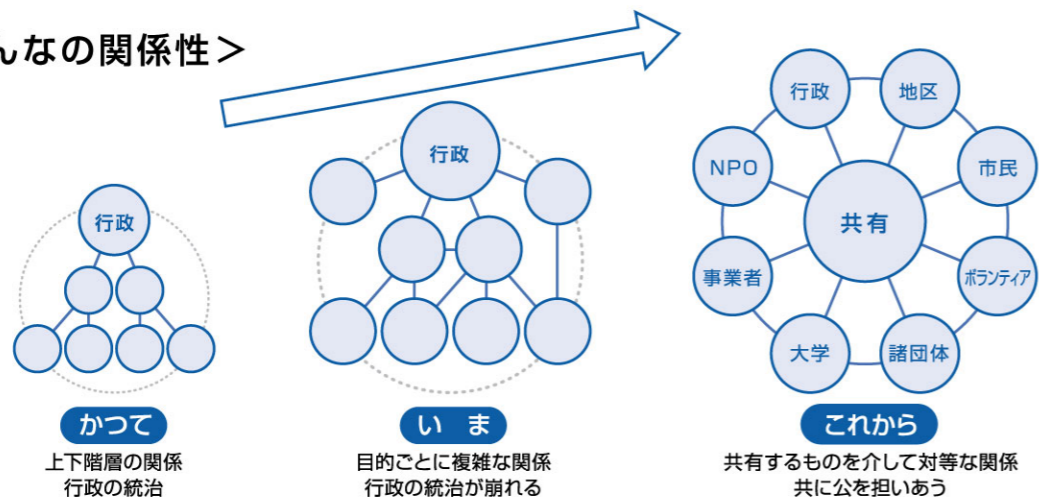 んなの関係性＞
行政
かつて
上下階層の関係
行政の統治
行政
い ま
目的ごとに複雑な関係
行政の統治が崩れる
行政
地区
NPO
市民
共有
事業者
ボランティア
大学
諸団体
これから
共有するものを介して対等な関係
共に公を担いあう